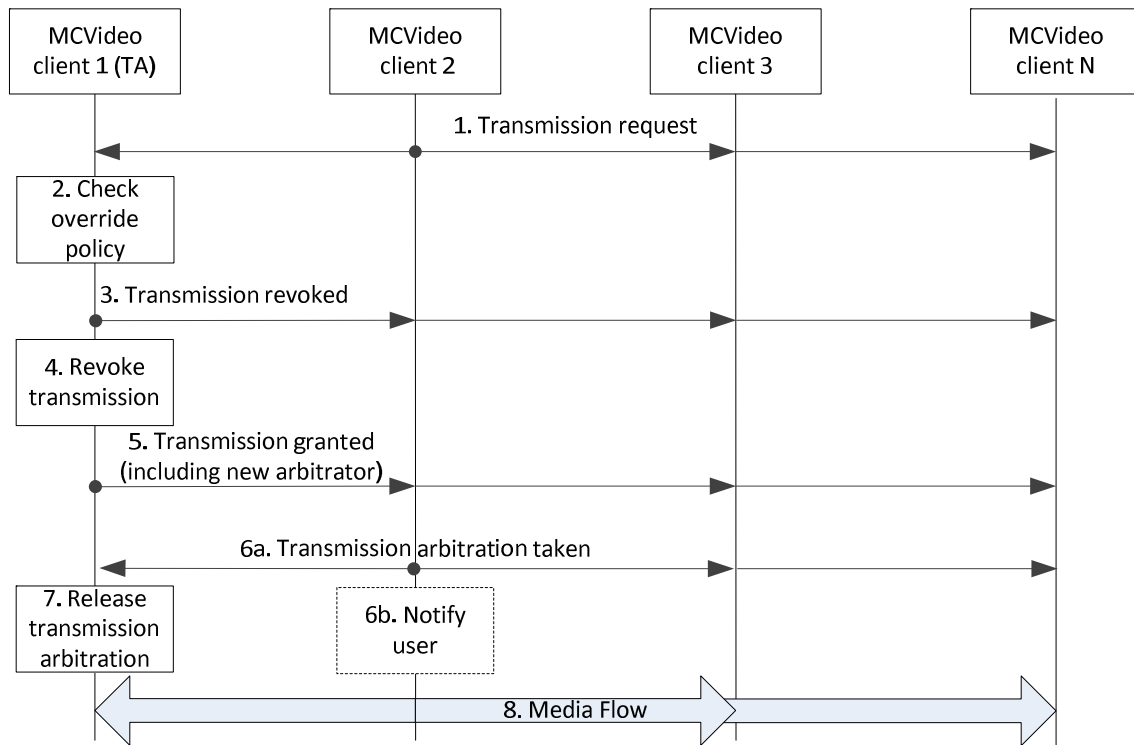 MCVideo
client 1 (TA)
MCVideo
client 2
MCVideo
client 3
MCVideo
client N
1. Transmission request
2. Check
override
policy
3. Transmission revoked
4. Revoke
transmission
5. Transmission granted
(including new arbitrator)
6a. Transmission arbitration taken
7. Release
transmission
arbitration
6b. Notify
user
8. Media Flow